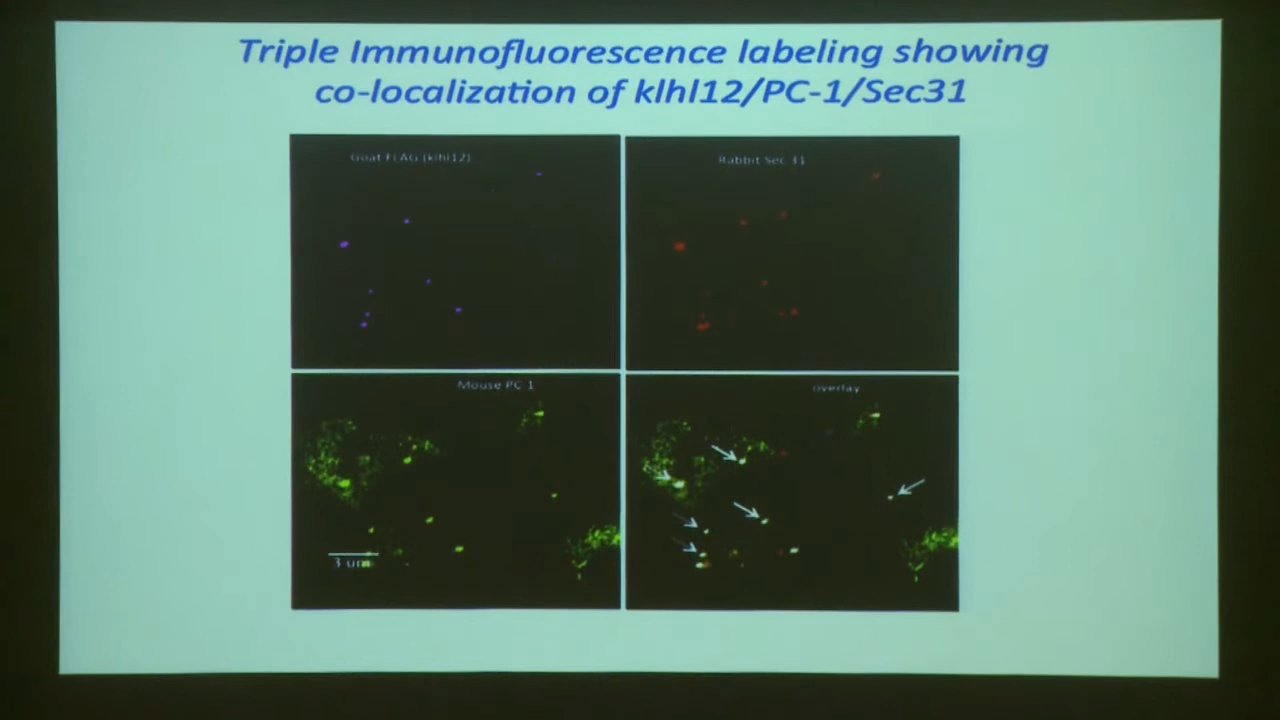 Triple Immunofluorescence labeling showing
co-localization of klhl12/PC-1/Sec31
Goat FLAG (klhl12)
Rabbit Sec 31
Mouse PC 1
overlay
3 um